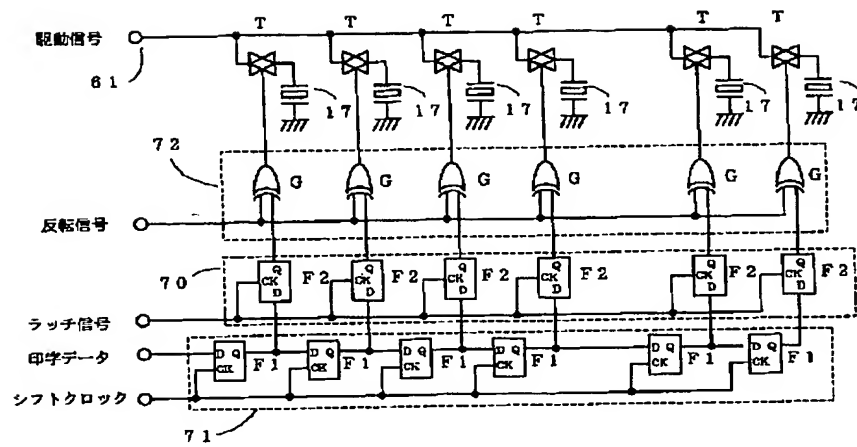 T T T T T T
駆動信号
61
17 17 17 17 17 17
72
G G G G G G
反転信号
70
Q Q Q Q Q Q
F2 F2 F2 F2 F2 F2
CK CK CK CK CK CK
D D D D D D
ラッチ信号
印字データ
D Q D Q D Q D Q D Q D Q
F1 F1 F1 F1 F1 F1
CK CK CK CK CK CK
シフトクロック
71